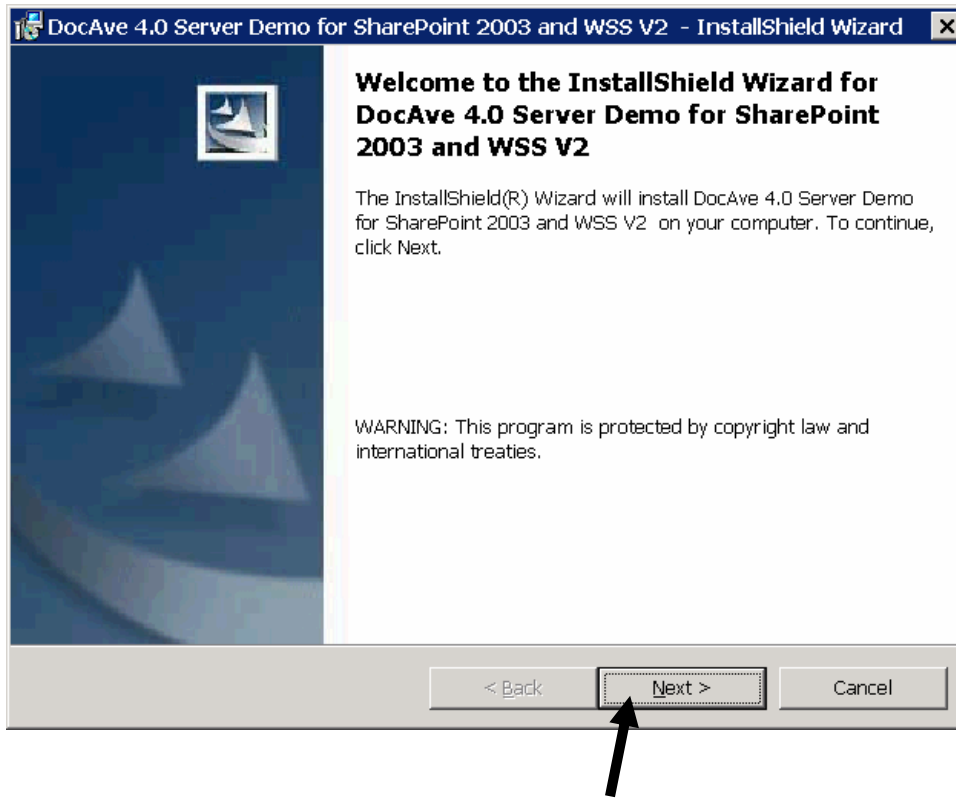 DocAve 4.0 Server Demo for SharePoint 2003 and WSS V2 - InstallShield Wizard
Welcome to the InstallShield Wizard for
DocAve 4.0 Server Demo for SharePoint
2003 and WSS V2
The InstallShield(R) Wizard will install DocAve 4.0 Server Demo
for SharePoint 2003 and WSS V2 on your computer. To continue,
click Next.
WARNING: This program is protected by copyright law and
international treaties.
< Back Next > Cancel